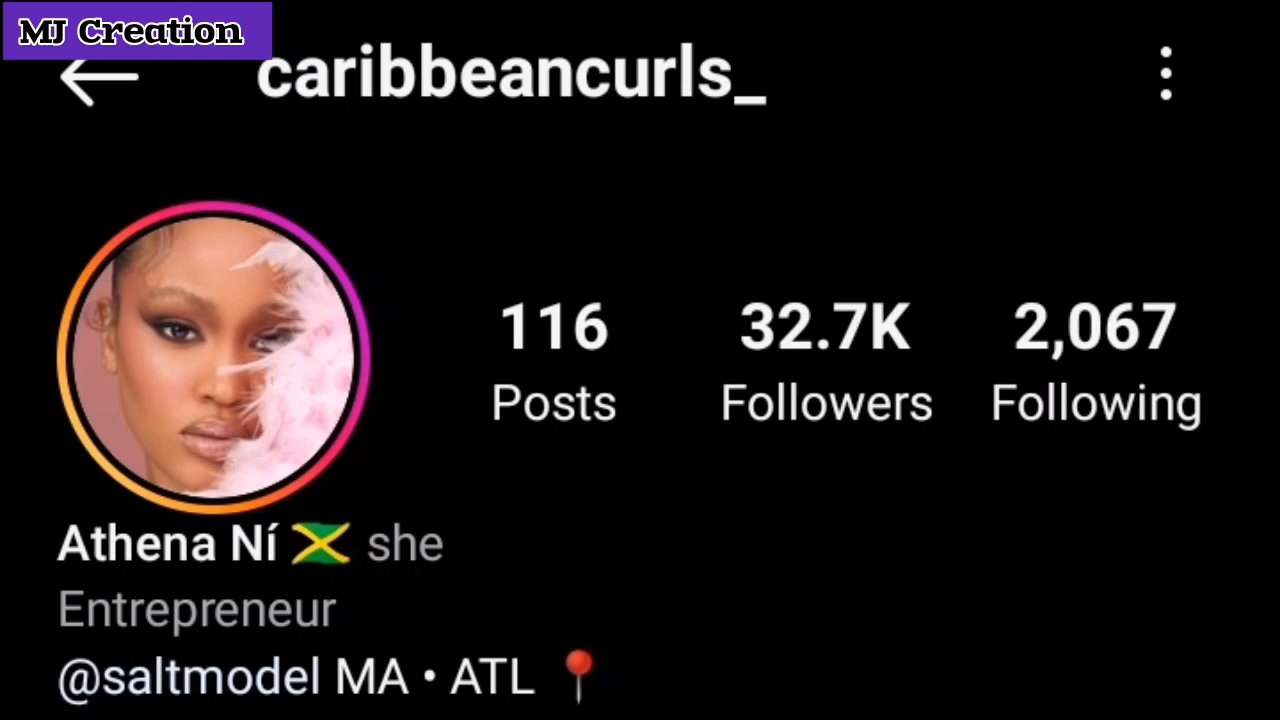 MJ Creation
caribbeancurls_
116 32.7K 2,067
Posts Followers Following
Athena Ní 🇯🇲 she
Entrepreneur
@saltmodel MA • ATL 📍